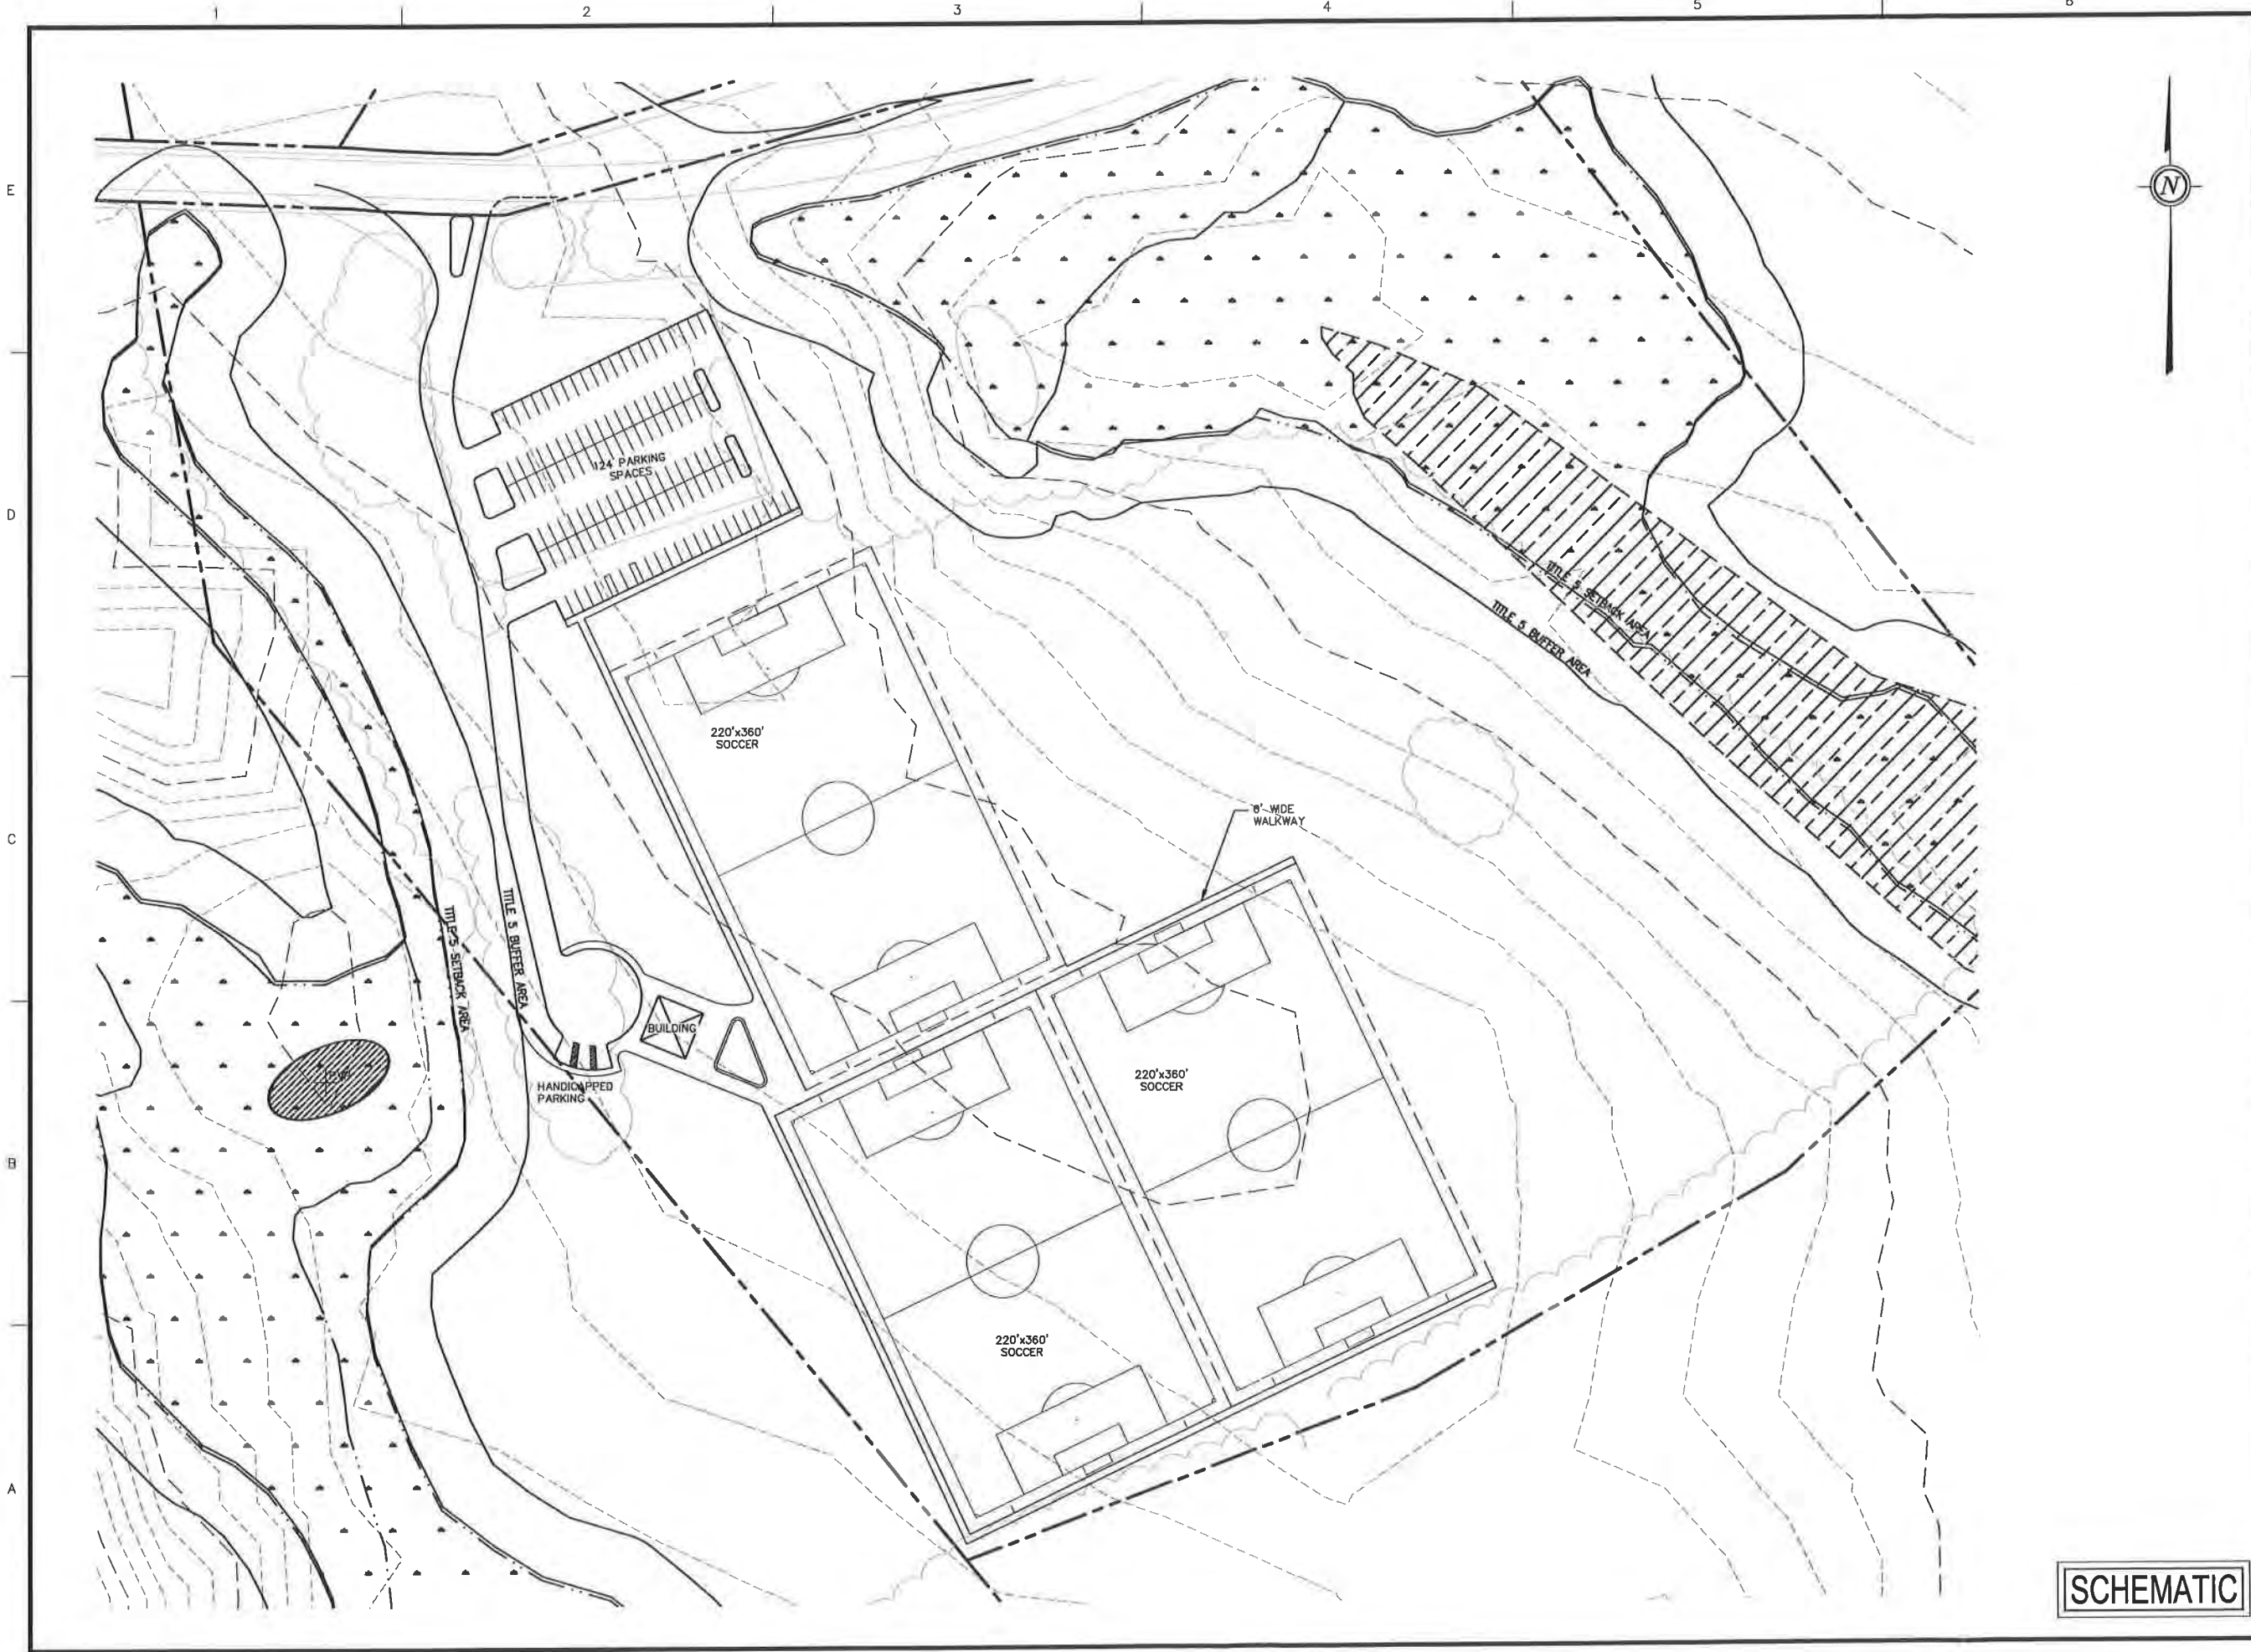 1
2
3
4
5
6
E
N
D
124 PARKING
SPACES
TITLE 5 SETBACK AREA
TITLE 5 BUFFER AREA
220'x360'
SOCCER
C
WIDE
WALKWAY
TITLE 5 SETBACK AREA
TITLE 5 BUFFER AREA
BUILDING
HANDICAPPED
PARKING
220'x360'
SOCCER
B
220'x360'
SOCCER
A
SCHEMATIC